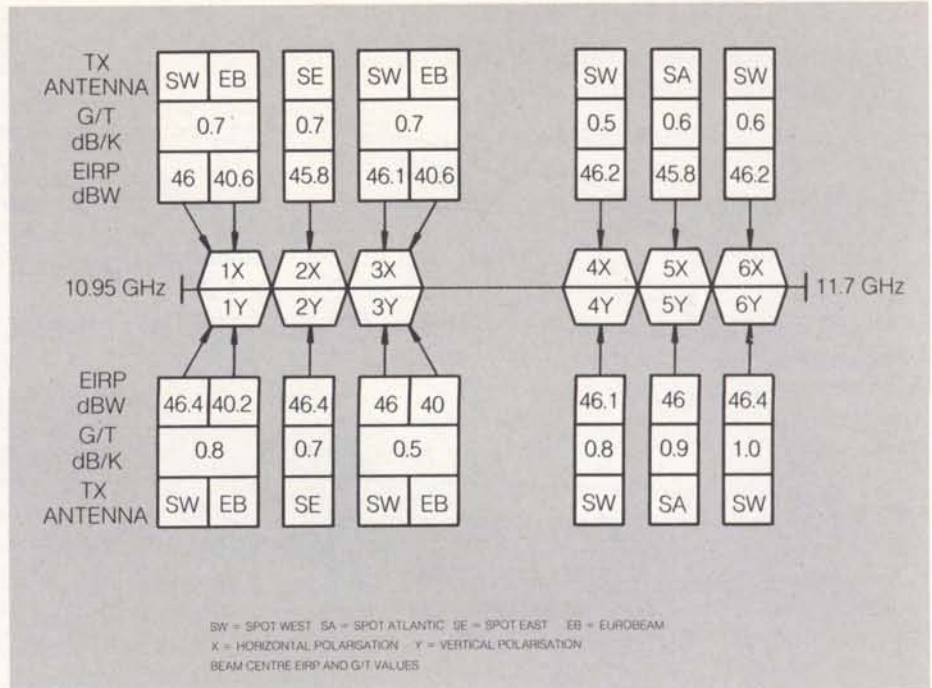 TX ANTENNA SW EB SE SW EB SW SA SW
G/T dB/K 0.7 0.7 0.7 0.5 0.6 0.6
EIRP dBW 46 40.6 45.8 46.1 40.6 46.2 45.8 46.2
10.95 GHz 1X 2X 3X 4X 5X 6X 11.7 GHz
1Y 2Y 3Y 4Y 5Y 6Y
EIRP dBW 46.4 40.2 46.4 46 40 46.1 46 46.4
G/T dB/K 0.8 0.7 0.5 0.8 0.9 1.0
TX ANTENNA SW EB SE SW EB SW SA SW
SW = SPOT WEST SA = SPOT ATLANTIC SE = SPOT EAST EB = EUROBEAM
X = HORIZONTAL POLARISATION Y = VERTICAL POLARISATION
BEAM CENTRE EIRP AND G/T VALUES